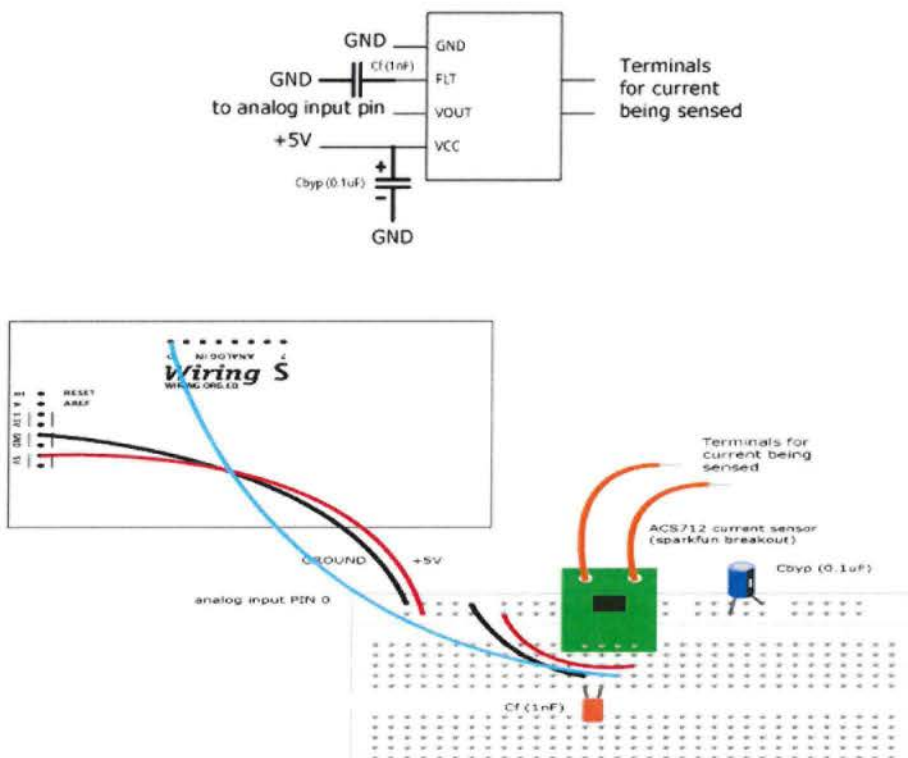 GND
GND
Cf (1nF)
GND
FLT
to analog input pin
VOUT
+5V
VCC
Terminals
for current
being sensed
+
Cbyp (0.1uF)
-
GND
ANALOG IN
Wiring S
WIRING.ORG.CO
RESET
AREF
GND
5V
Terminals for
current being
sensed
ACS712 current sensor
(sparkfun breakout)
GROUND
+5V
Cbyp (0.1uF)
analog input PIN 0
Cf (1nF)